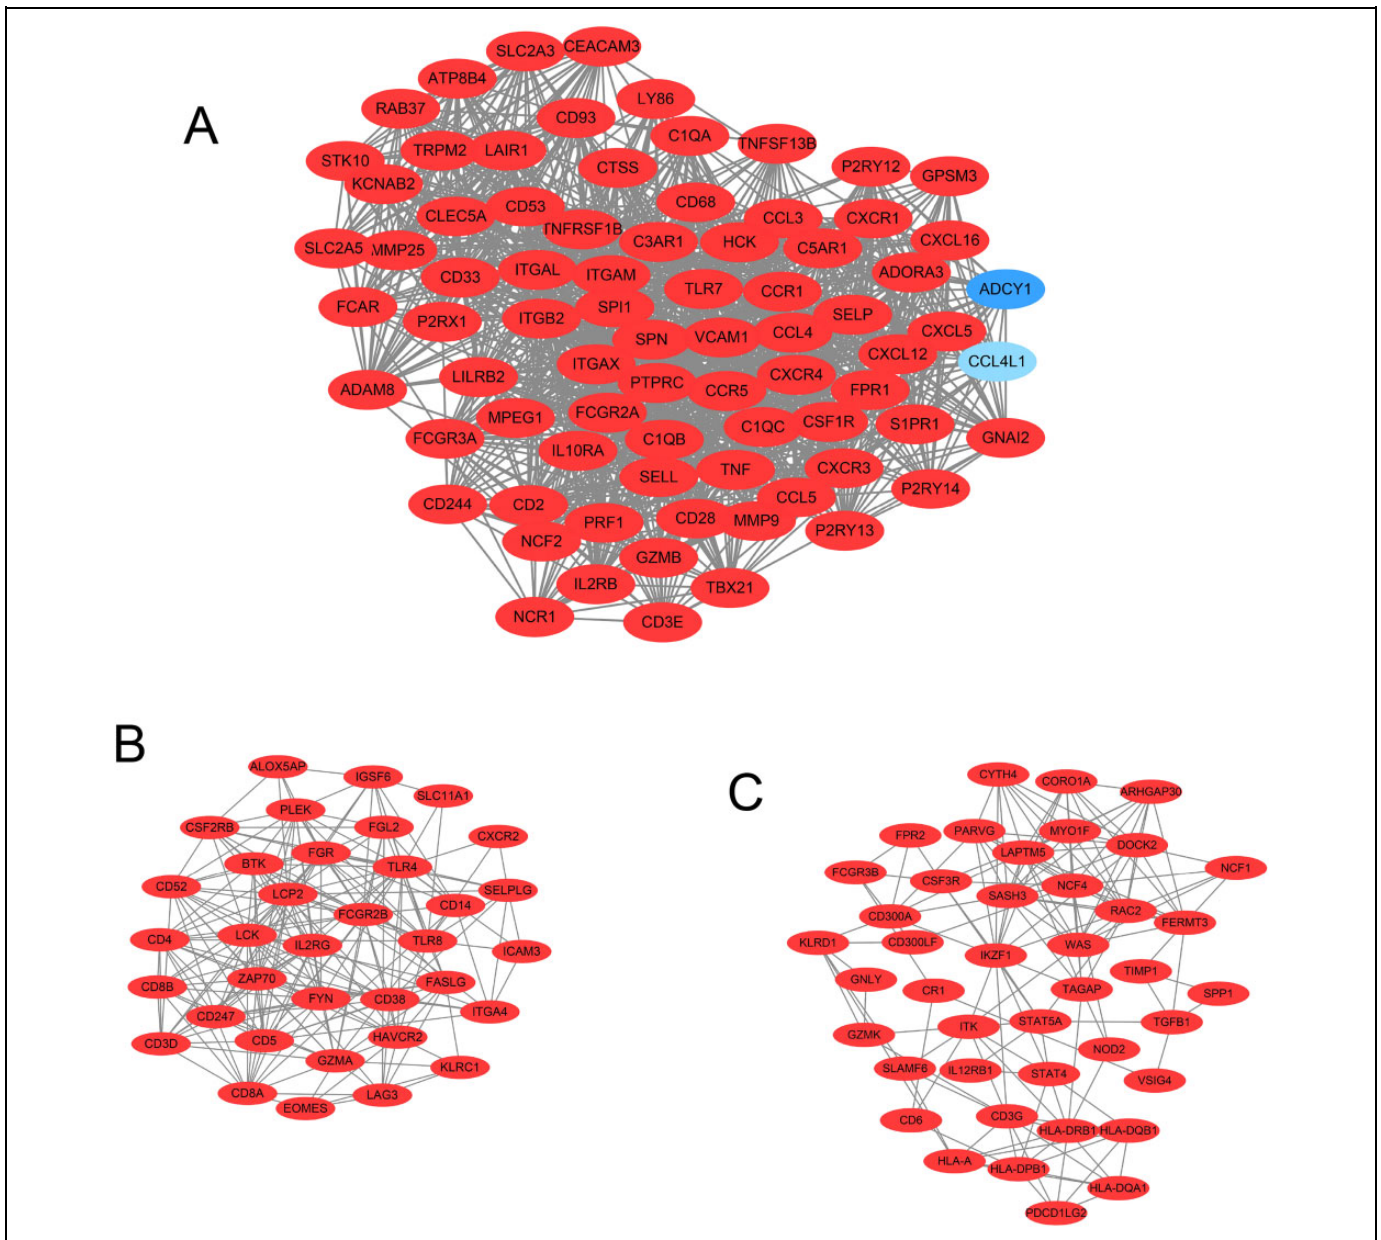 A
SLC2A3 CEACAM3
ATP8B4
LY86
RAB37
CD93
C1QA
TNFSF13B
TRPM2 LAIR1
STK10
CTSS
P2RY12
GPSM3
KCNAB2
CD68
CLEC5A
CD53
CCL3
CXCR1
TNFRSF1B
C3AR1
HCK
C5AR1
CXCL16
SLC2A5
MMP25
ADORA3
CD33
ITGAL
ITGAM
TLR7
CCR1
ADCY1
FCAR
SPI1
P2RX1
ITGB2
SELP
SPN
VCAM1
CCL4
CXCL5
CXCL12
CCL4L1
ITGAX
LILRB2
PTPRC
CXCR4
ADAM8
CCR5
FPR1
MPEG1
FCGR2A
FCGR3A
C1QB
C1QC
CSF1R
S1PR1
GNAI2
IL10RA
SELL
TNF
CXCR3
P2RY14
CD244
CD2
CCL5
PRF1
CD28
MMP9
P2RY13
NCF2
GZMB
IL2RB
TBX21
NCR1
CD3E
B
ALOX5AP
IGSF6
SLC11A1
PLEK
CSF2RB
FGL2
CXCR2
FGR
BTK
TLR4
CD52
LCP2
SELPLG
CD14
FCGR2B
CD4
LCK
IL2RG
TLR8
ICAM3
CD8B
ZAP70
FASLG
FYN
CD38
CD247
ITGA4
CD3D
CD5
HAVCR2
GZMA
KLRC1
CD8A
LAG3
EOMES
C
CYTH4
CORO1A
ARHGAP30
FPR2
PARVG
MYO1F
LAPTM5
DOCK2
FCGR3B
CSF3R
NCF1
SASH3
NCF4
CD300A
RAC2
FERMT3
KLRD1
CD300LF
IKZF1
WAS
GNLY
TIMP1
CR1
TAGAP
SPP1
GZMK
ITK
STAT5A
TGFB1
NOD2
SLAMF6
IL12RB1
STAT4
VSIG4
CD6
CD3G
HLA-DRB1 HLA-DQB1
HLA-A
HLA-DPB1
HLA-DQA1
PDCD1LG2